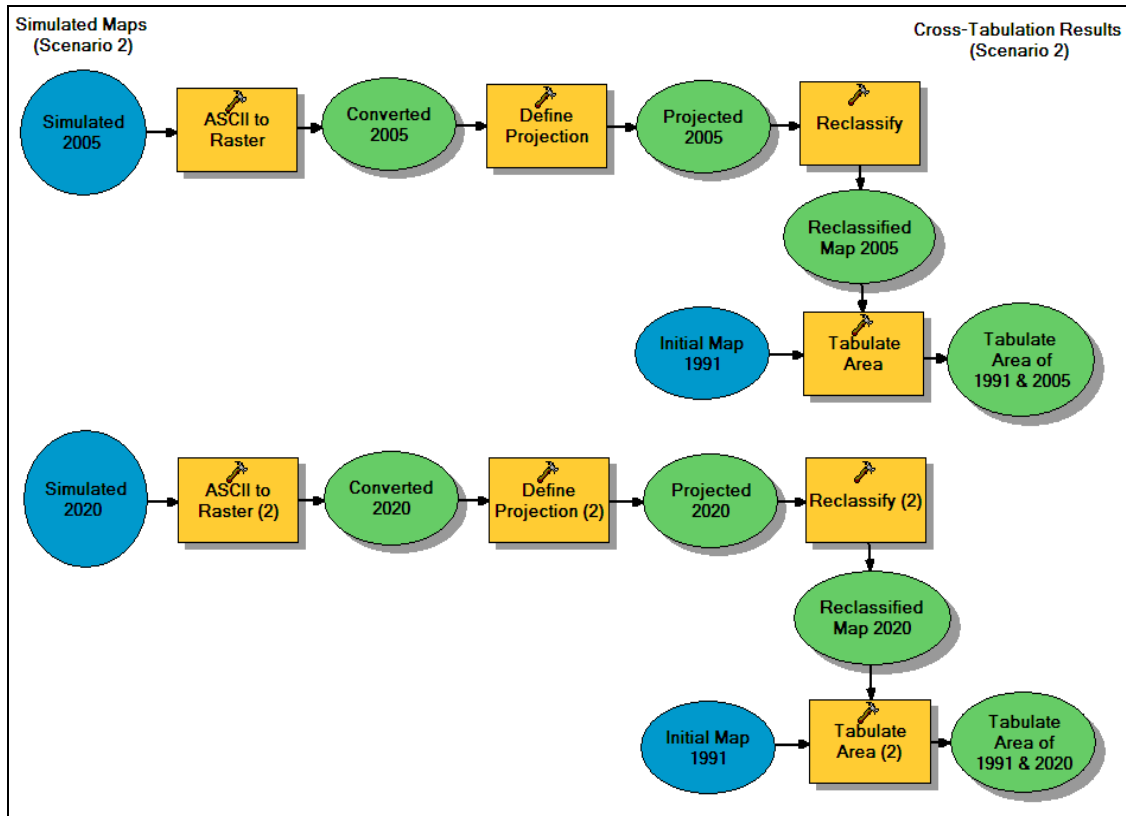 Simulated Maps
(Scenario 2)
Cross-Tabulation Results
(Scenario 2)
Simulated
2005
ASCII to
Raster
Converted
2005
Define
Projection
Projected
2005
Reclassify
Reclassified
Map 2005
Initial Map
1991
Tabulate
Area
Tabulate
Area of
1991 & 2005
Simulated
2020
ASCII to
Raster (2)
Converted
2020
Define
Projection (2)
Projected
2020
Reclassify (2)
Reclassified
Map 2020
Initial Map
1991
Tabulate
Area (2)
Tabulate
Area of
1991 & 2020